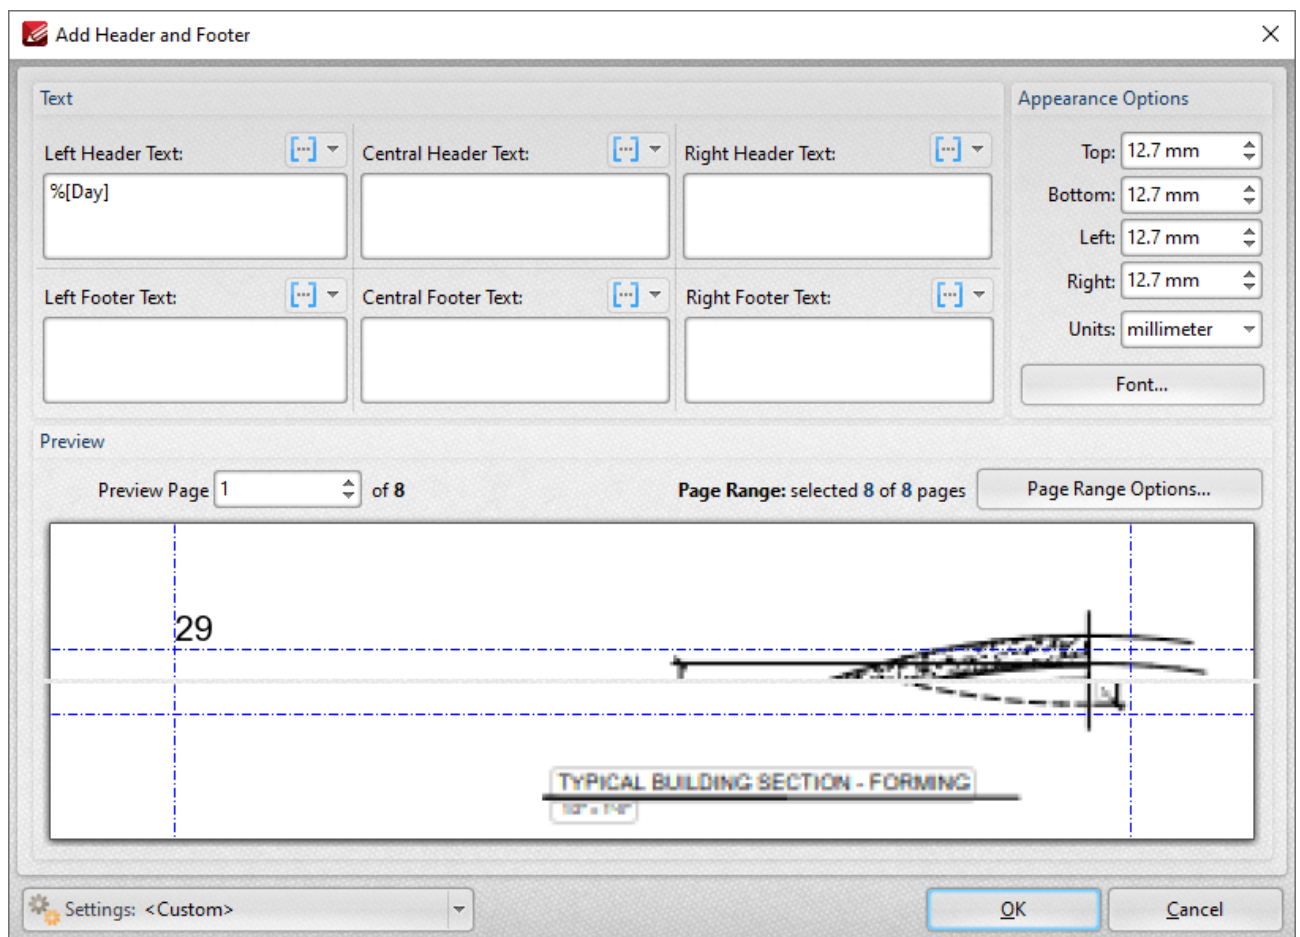 Add Header and Footer
Text
Appearance Options
Left Header Text:
Central Header Text:
Right Header Text:
%[Day]
Top: 12.7 mm
Bottom: 12.7 mm
Left: 12.7 mm
Right: 12.7 mm
Units: millimeter
Font...
Left Footer Text:
Central Footer Text:
Right Footer Text:
Preview
Preview Page 1 of 8
Page Range: selected 8 of 8 pages
Page Range Options...
29
TYPICAL BUILDING SECTION - FORMING
Settings: <Custom>
OK
Cancel